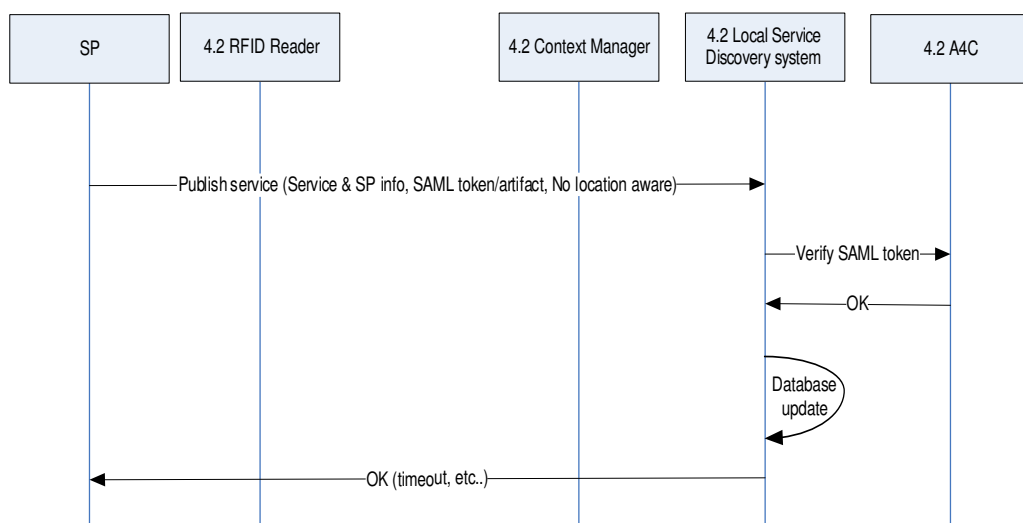 SP
4.2 RFID Reader
4.2 Context Manager
4.2 Local Service
Discovery system
4.2 A4C
Publish service (Service & SP info, SAML token/artifact, No location aware)
Verify SAML token
OK
Database
update
OK (timeout, etc..)